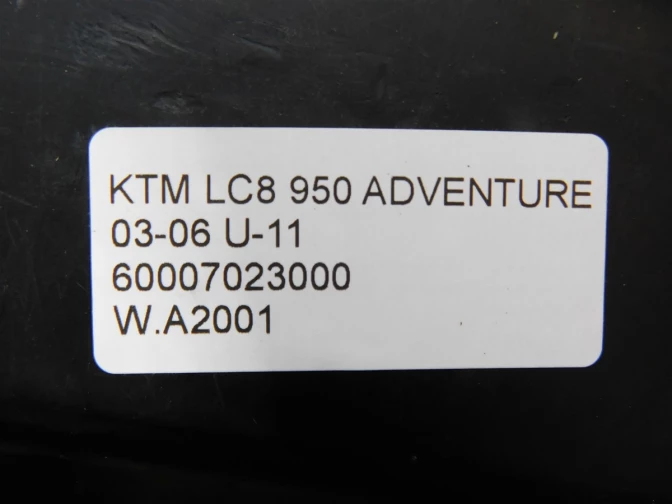 KTM LC8 950 ADVENTURE
03-06 U-11
60007023000
W.A2001